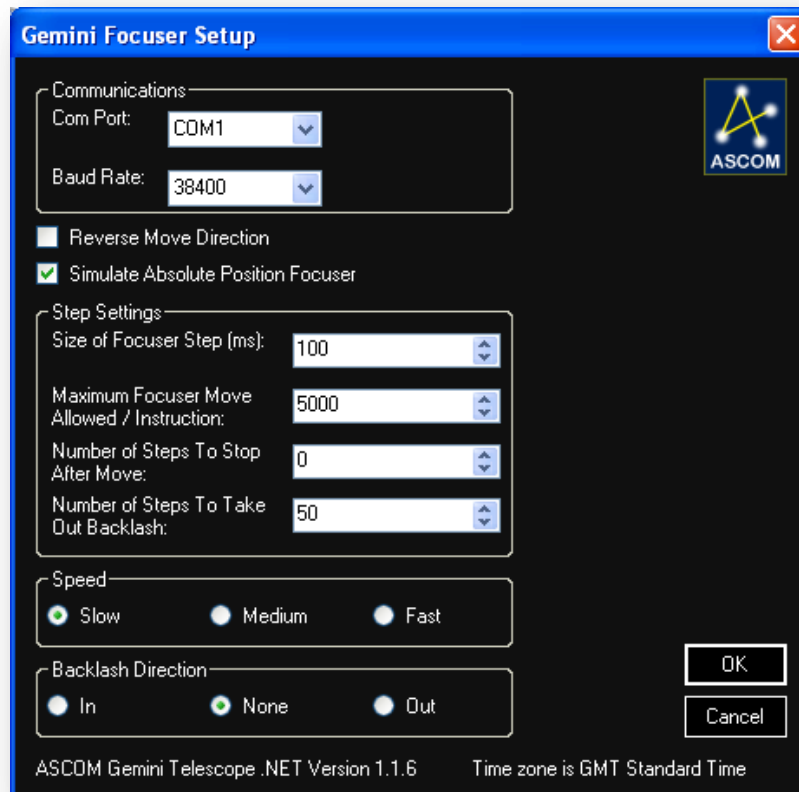 Gemini Focuser Setup
Communications
Com Port:
COM1
ASCOM
Baud Rate:
38400
Reverse Move Direction
Simulate Absolute Position Focuser
Step Settings
Size of Focuser Step (ms):
100
Maximum Focuser Move
Allowed / Instruction:
5000
Number of Steps To Stop
After Move:
0
Number of Steps To Take
Out Backlash:
50
Speed
Slow Medium Fast
Backlash Direction
In None Out
OK
Cancel
ASCOM Gemini Telescope .NET Version 1.1.6 Time zone is GMT Standard Time